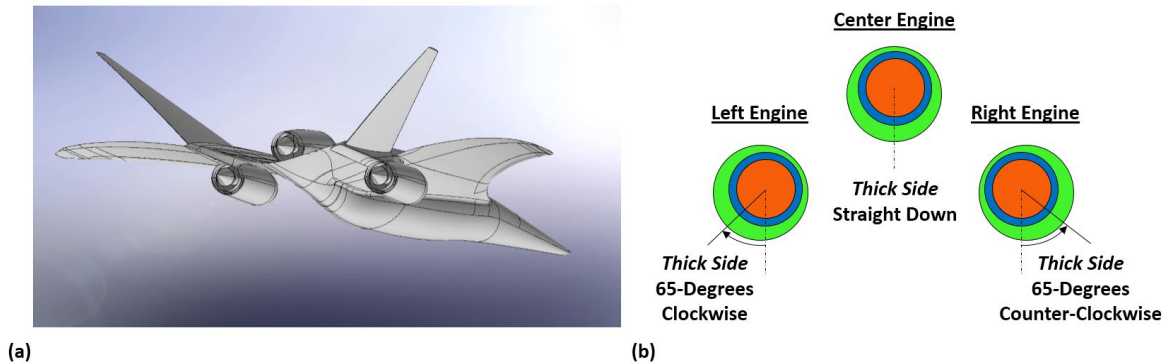 Center Engine
Left Engine
Right Engine
Thick Side
Straight Down
Thick Side
65-Degrees
Clockwise
Thick Side
65-Degrees
Counter-Clockwise
(a)
(b)